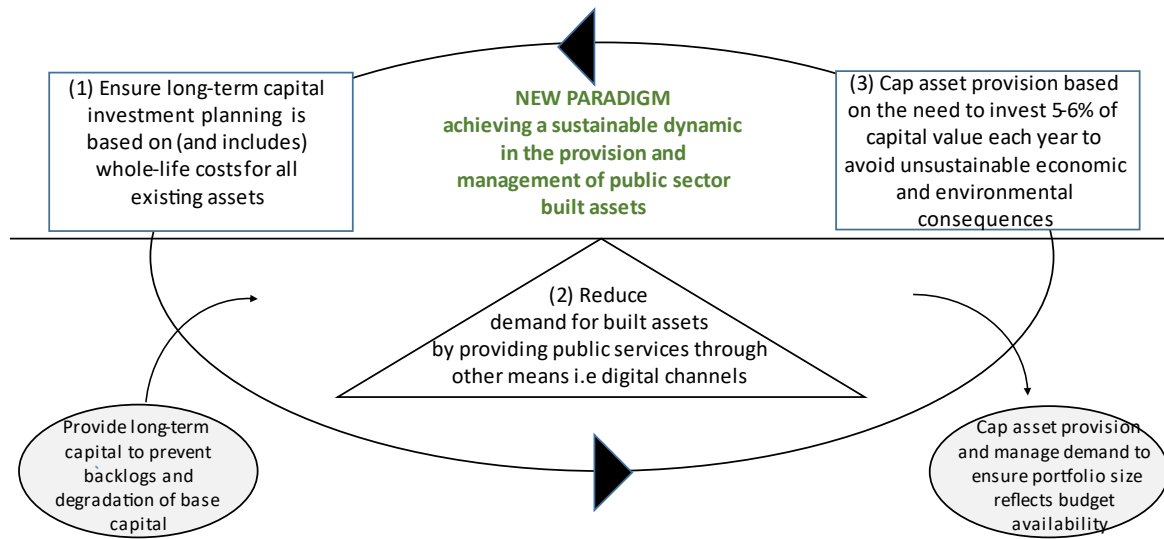 (1) Ensure long-term capital
investment planning is
based on (and includes)
whole-life costs for all
existing assets
NEW PARADIGM
achieving a sustainable dynamic
in the provision and
management of public sector
built assets
(3) Cap asset provision based
on the need to invest 5-6% of
capital value each year to
avoid unsustainable economic
and environmental
consequences
(2) Reduce
demand for built assets
by providing public services through
other means i.e digital channels
Provide long-term
capital to prevent
backlogs and
degradation of base
capital
Cap asset provision
and manage demand to
ensure portfolio size
reflects budget
availability